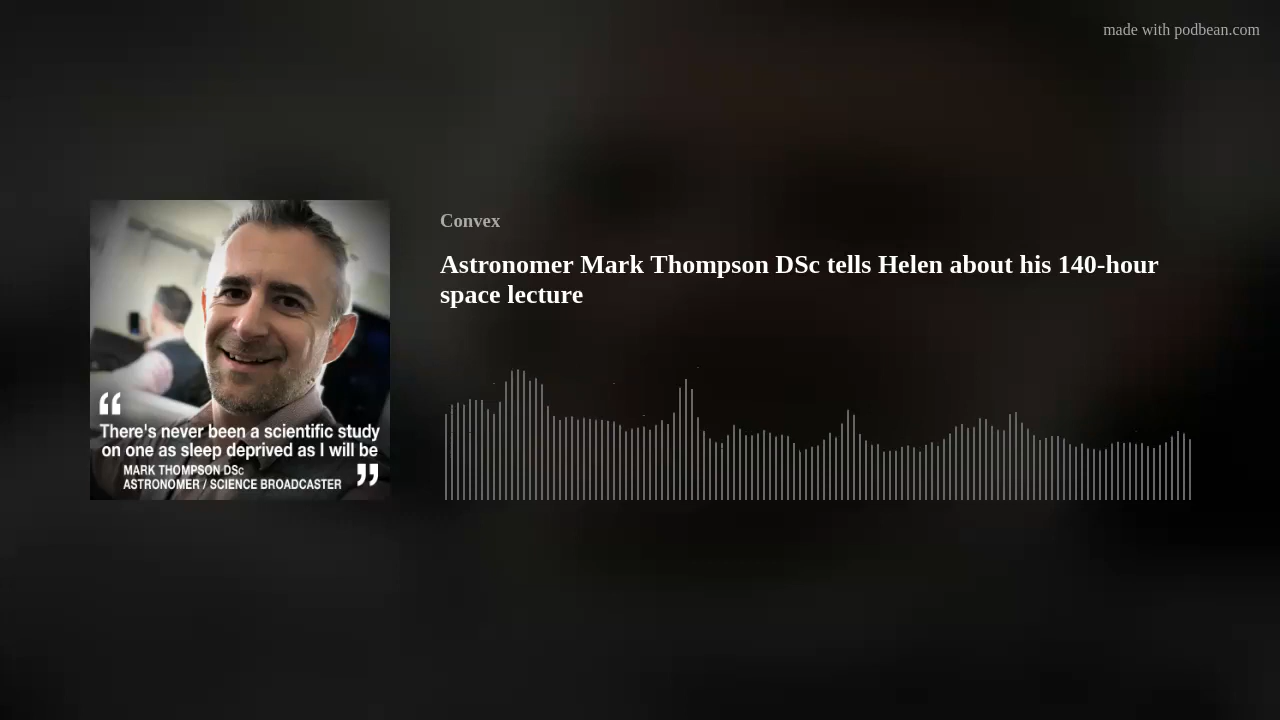 made with podbean.com
Convex
Astronomer Mark Thompson DSc tells Helen about his 140-hour
space lecture
“
There's never been a scientific study
on one as sleep deprived as I will be
MARK THOMPSON DSc
ASTRONOMER / SCIENCE BROADCASTER
”